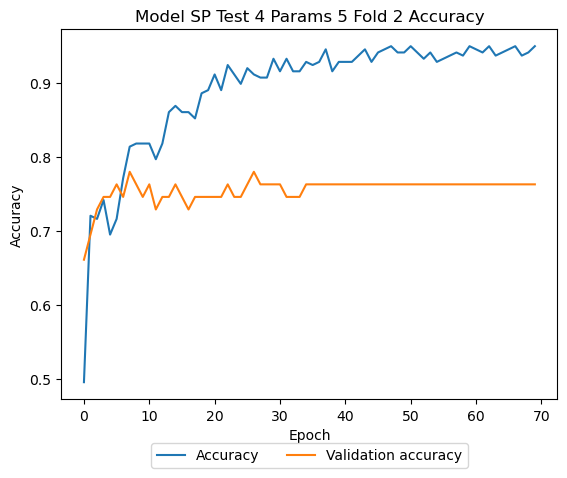 Model SP Test 4 Params 5 Fold 2 Accuracy
0.9
0.8
0.7
0.6
0.5
Accuracy
0 10 20 30 40 50 60 70
Epoch
Accuracy Validation accuracy